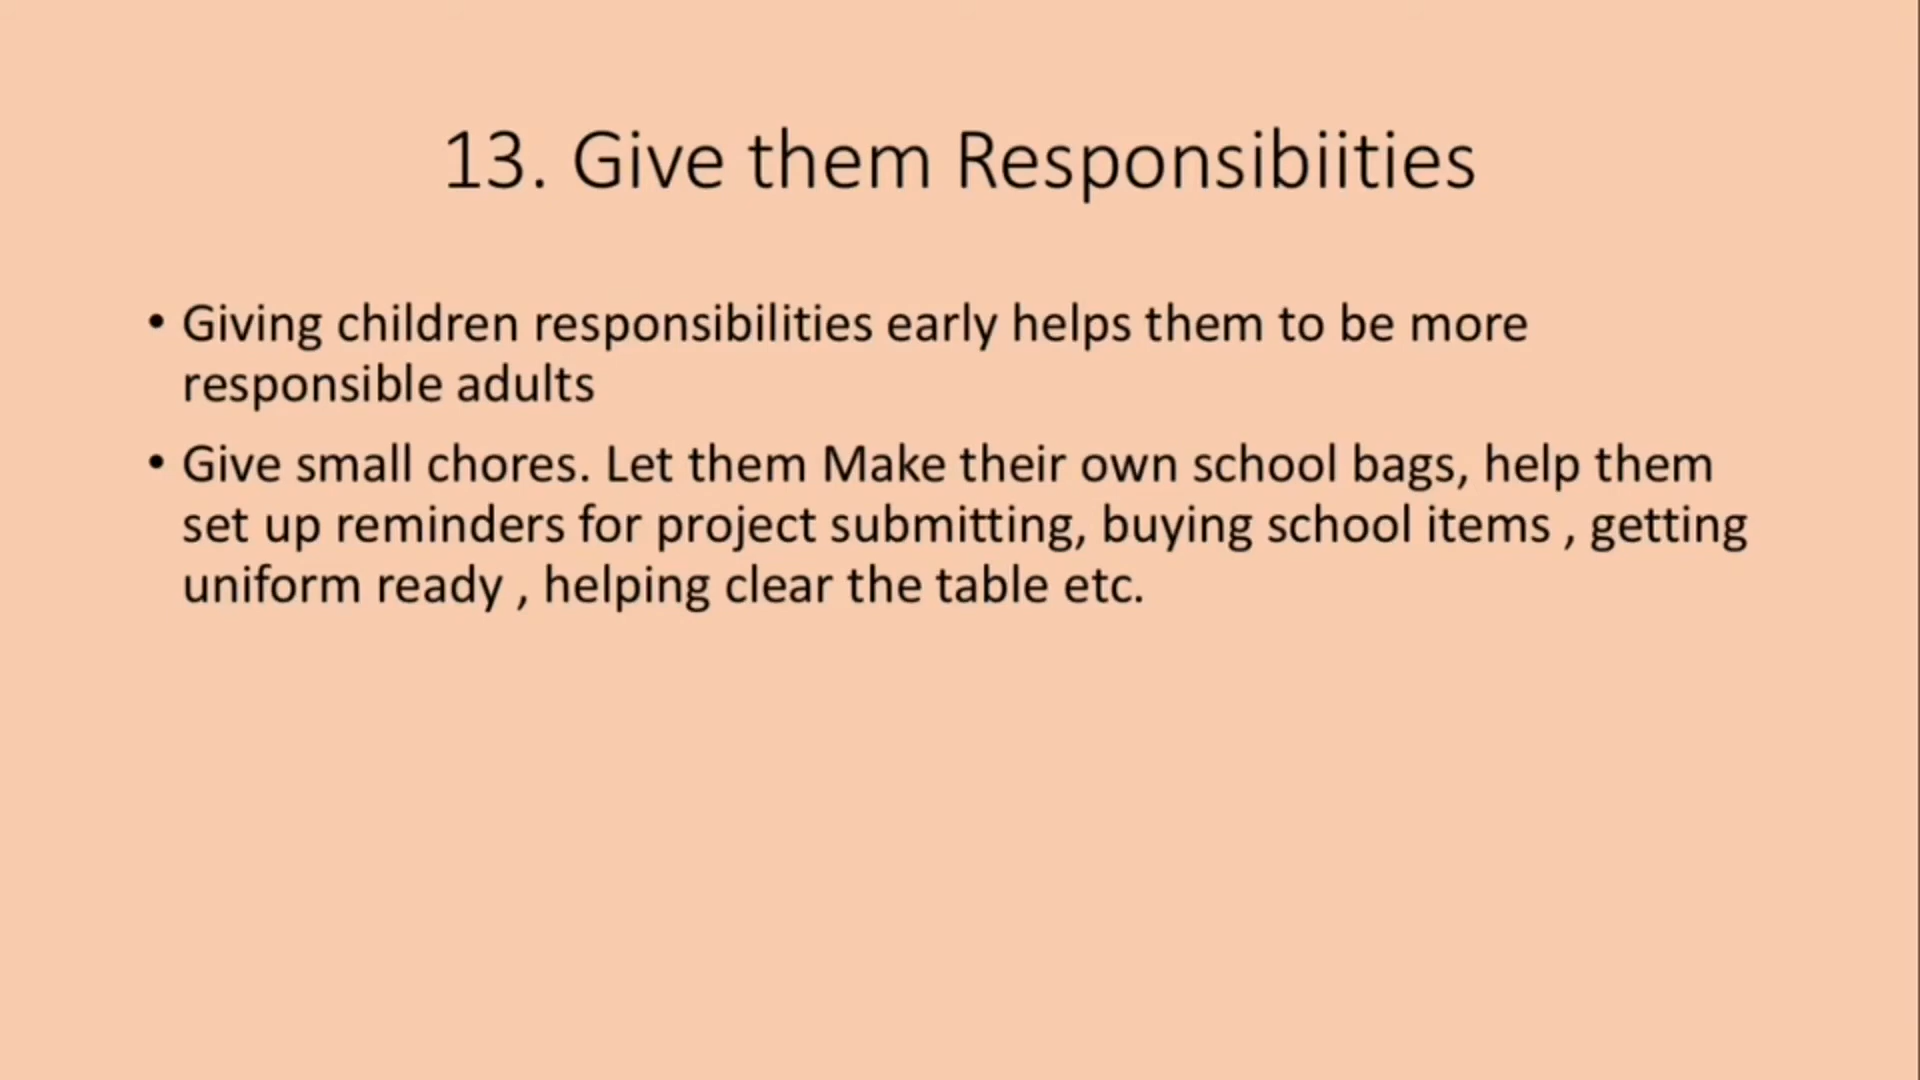 13. Give them Responsibiities
• Giving children responsibilities early helps them to be more
responsible adults
• Give small chores. Let them Make their own school bags, help them
set up reminders for project submitting, buying school items , getting
uniform ready , helping clear the table etc.